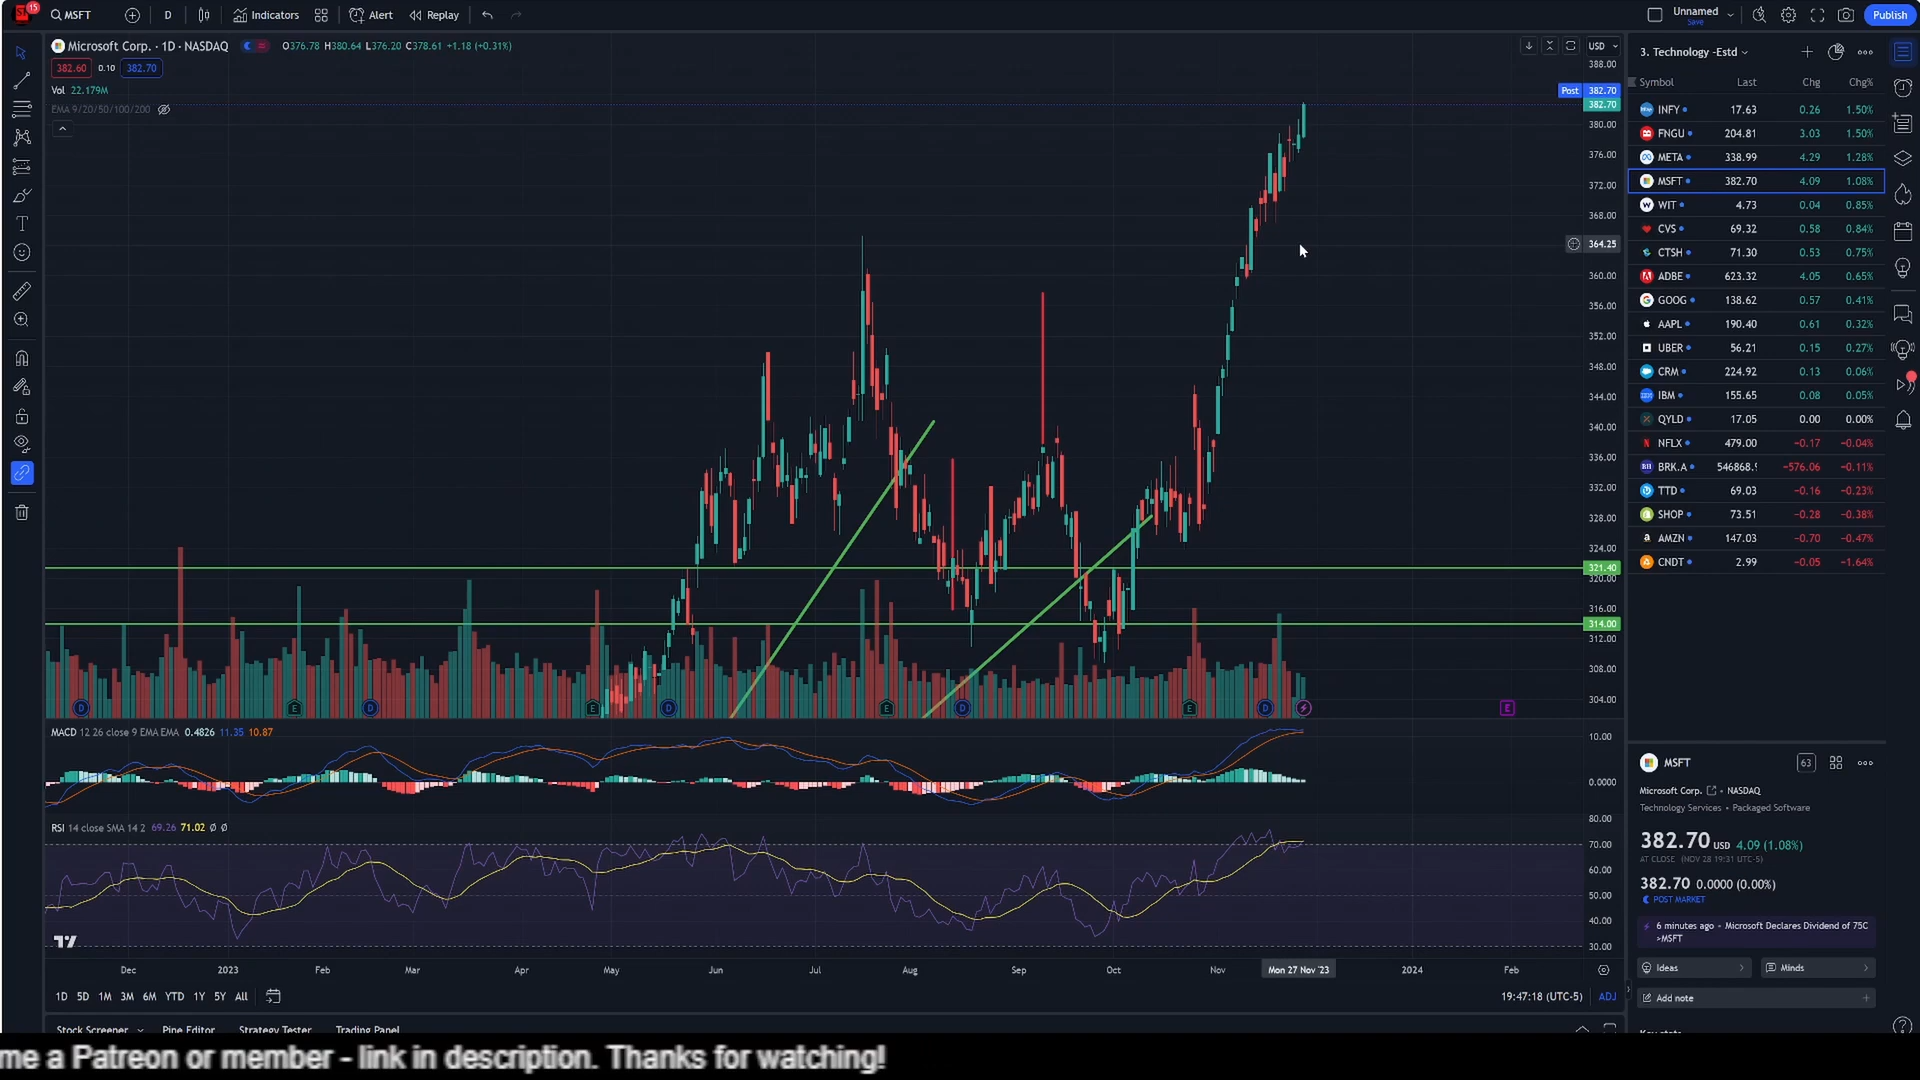 15 MSFT D Indicators Alert Replay Unnamed Save Publish
Microsoft Corp. · 1D · NASDAQ O376.78 H380.64 L376.20 C378.61 +1.18 (+0.31%)
382.60 0.10 382.70
Vol 22.179M
EMA 9/20/50/100/200
USD
388.00
Post 382.70
382.70
380.00
376.00
372.00
368.00
364.25
360.00
356.00
352.00
348.00
344.00
340.00
336.00
332.00
328.00
324.00
321.40
320.00
316.00
314.00
312.00
308.00
304.00
D E D E D E D E D E
MACD 12 26 close 9 EMA EMA 0.4826 11.35 10.87
10.00
0.0000
RSI 14 close SMA 14 2 69.26 71.02 Ø Ø
80.00
70.00
60.00
50.00
40.00
30.00
Dec 2023 Feb Mar Apr May Jun Jul Aug Sep Oct Nov Mon 27 Nov '23 2024 Feb
1D 5D 1M 3M 6M YTD 1Y 5Y All 19:47:18 (UTC-5) ADJ
Stock Screener Pine Editor Strategy Tester Trading Panel
3. Technology -Estd
Symbol Last Chg Chg%
INFY 17.63 0.26 1.50%
FNGU 204.81 3.03 1.50%
META 338.99 4.29 1.28%
MSFT 382.70 4.09 1.08%
WIT 4.73 0.04 0.85%
CVS 69.32 0.58 0.84%
CTSH 71.30 0.53 0.75%
ADBE 623.32 4.05 0.65%
GOOG 138.62 0.57 0.41%
AAPL 190.40 0.61 0.32%
UBER 56.21 0.15 0.27%
CRM 224.92 0.13 0.06%
IBM 155.65 0.08 0.05%
QYLD 17.05 0.00 0.00%
NFLX 479.00 −0.17 −0.04%
BRK.A 546868.9 −576.06 −0.11%
TTD 69.03 −0.16 −0.23%
SHOP 73.51 −0.28 −0.38%
AMZN 147.03 −0.70 −0.47%
CNDT 2.99 −0.05 −1.64%
MSFT 63
Microsoft Corp. • NASDAQ
Technology Services • Packaged Software
382.70 USD 4.09 (1.08%)
AT CLOSE (NOV 28 19:31 UTC-5)
382.70 0.0000 (0.00%)
POST MARKET
6 minutes ago • Microsoft Declares Dividend of 75C
>MSFT
Ideas Minds
Add note
me a Patreon or member - link in description. Thanks for watching!